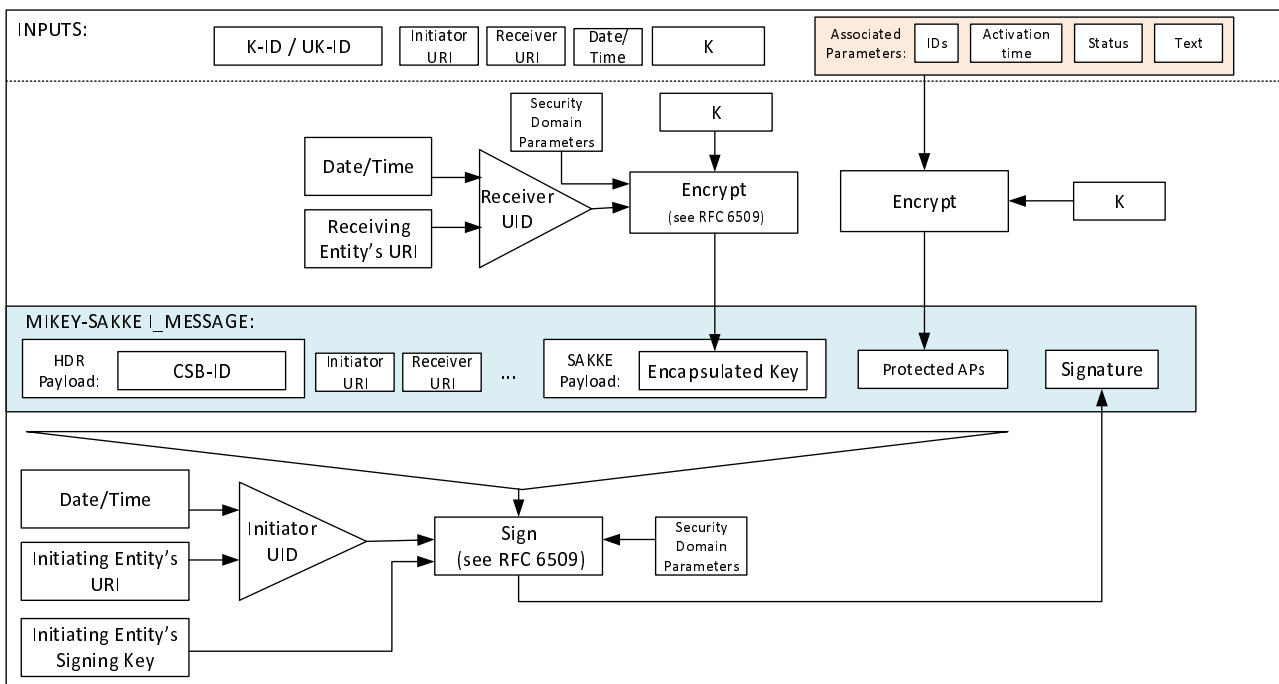 INPUTS:
K-ID / UK-ID
Initiator
URI
Receiver
URI
Date/
Time
K
Associated
Parameters:
IDs
Activation
time
Status
Text
Security
Domain
Parameters
K
Date/Time
Receiving
Entity’s URI
Receiver
UID
Encrypt
(see RFC 6509)
Encrypt
K
MIKEY-SAKKE I_MESSAGE:
HDR
Payload:
CSB-ID
Initiator
URI
Receiver
URI
...
SAKKE
Payload:
Encapsulated Key
Protected APs
Signature
Date/Time
Initiating Entity’s
URI
Initiator
UID
Sign
(see RFC 6509)
Security
Domain
Parameters
Initiating Entity’s
Signing Key